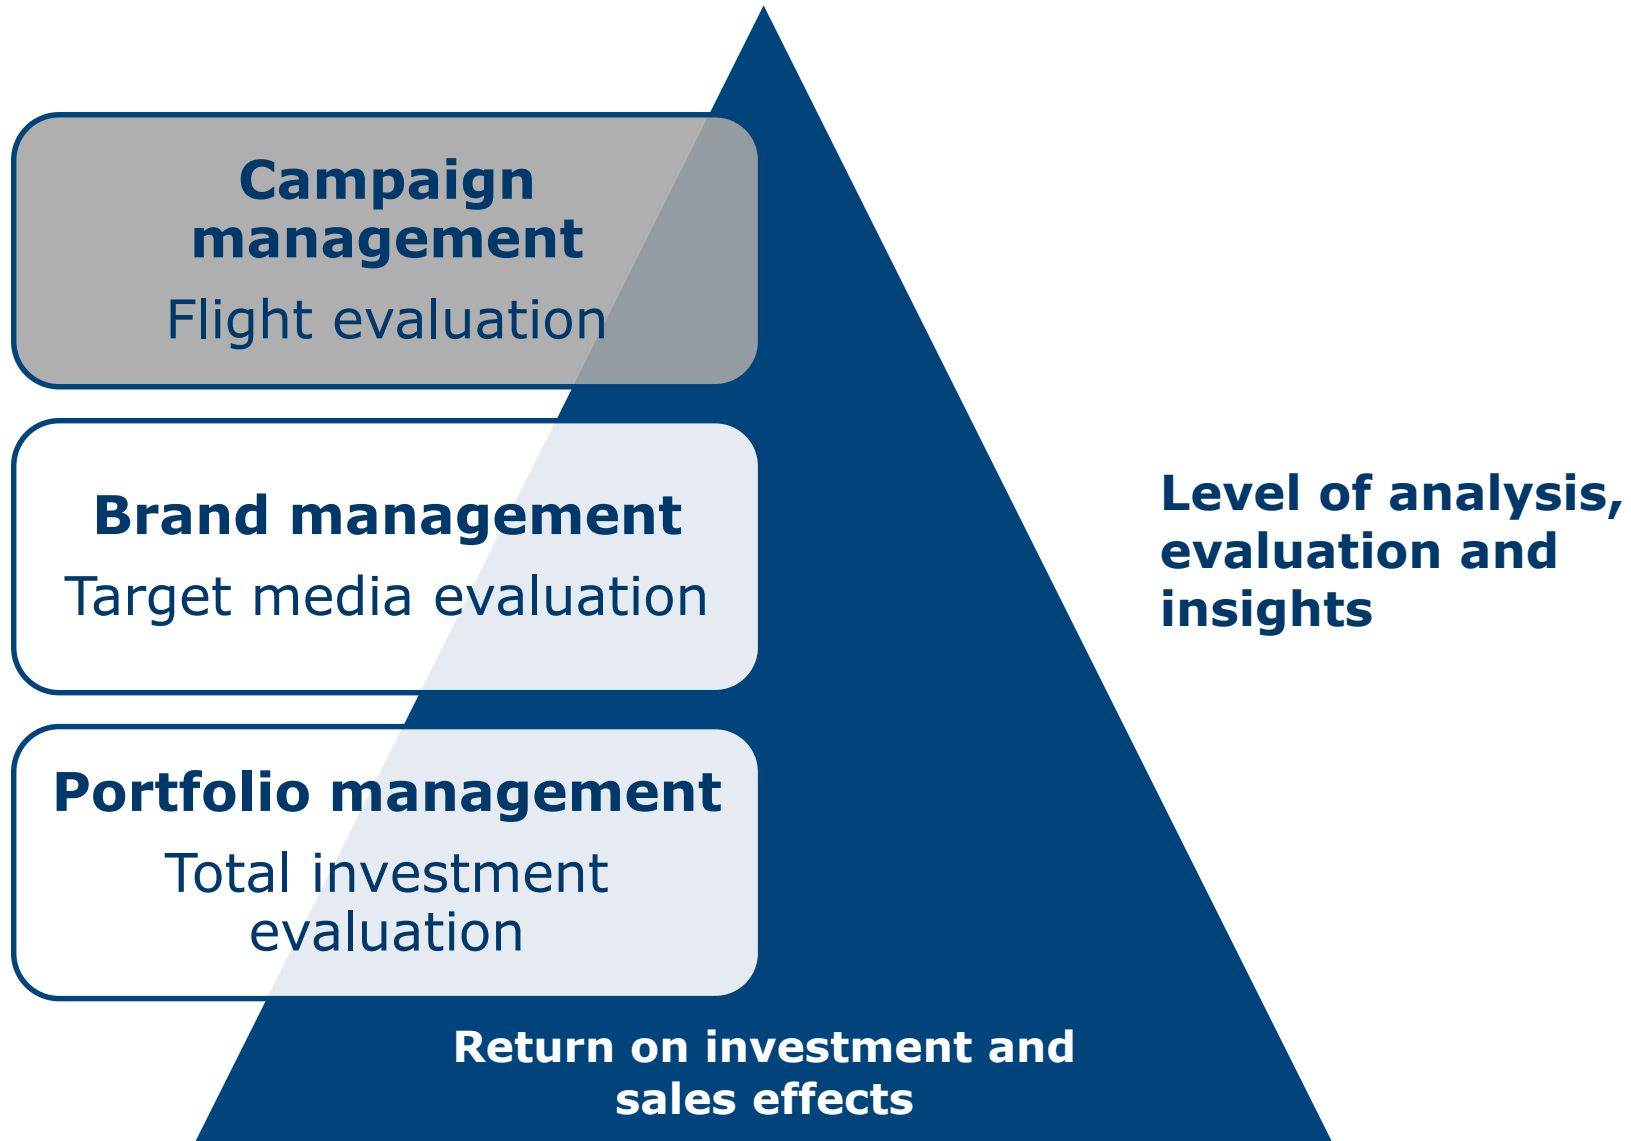 Campaign
management
Flight evaluation
Brand management
Target media evaluation
Portfolio management
Total investment
evaluation
Level of analysis,
evaluation and
insights
Return on investment and
sales effects